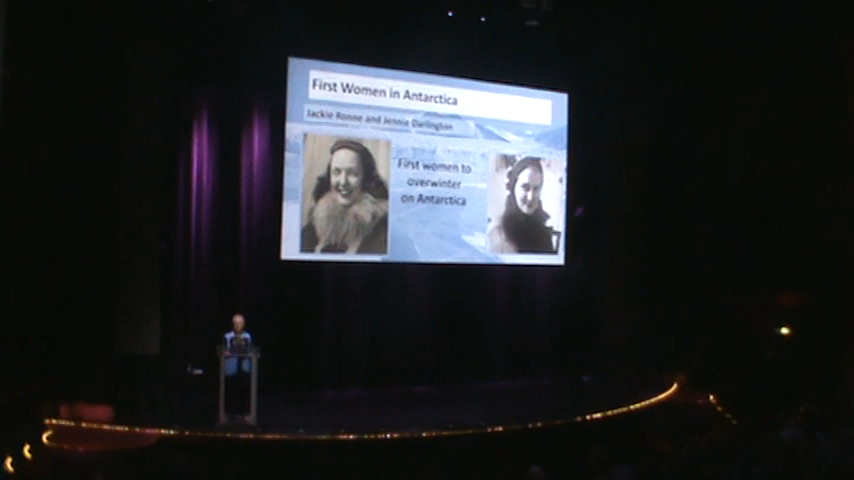 First Women in Antarctica
Jackie Ronne and Jennie Darlington
First women to
overwinter
on Antarctica